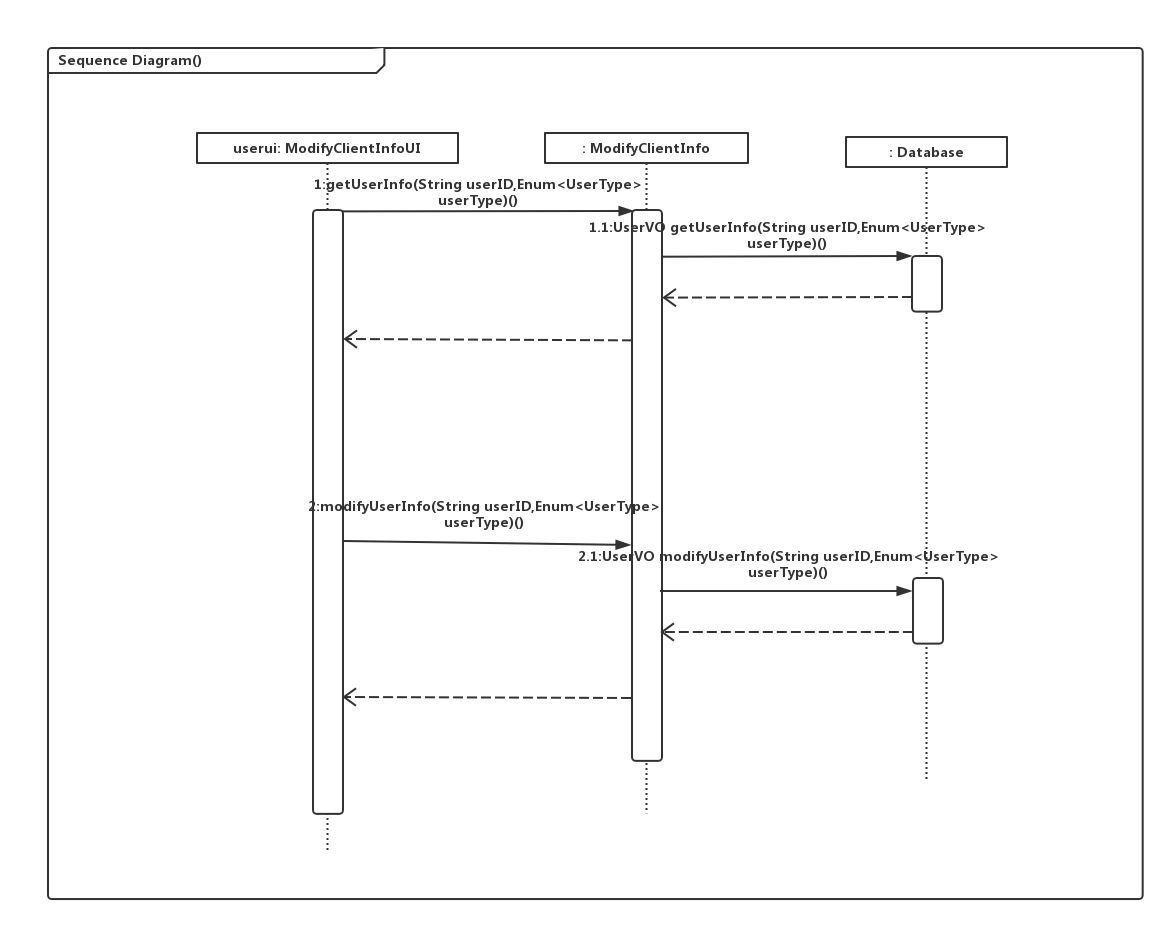 Sequence Diagram()
userui: ModifyClientInfoUI
: ModifyClientInfo
: Database
1:getUserInfo(String userID,Enum<UserType>
userType)()
1.1:UserVO getUserInfo(String userID,Enum<UserType>
userType)()
2:modifyUserInfo(String userID,Enum<UserType>
userType)()
2.1:UserVO modifyUserInfo(String userID,Enum<UserType>
userType)()